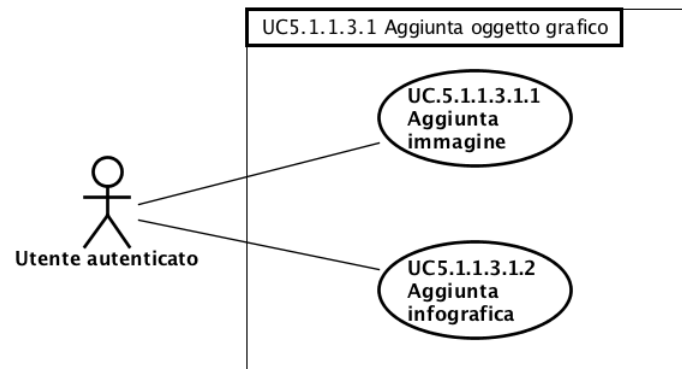 UC5.1.1.3.1 Aggiunta oggetto grafico
UC.5.1.1.3.1.1
Aggiunta
immagine
Utente autenticato
UC5.1.1.3.1.2
Aggiunta
infografica